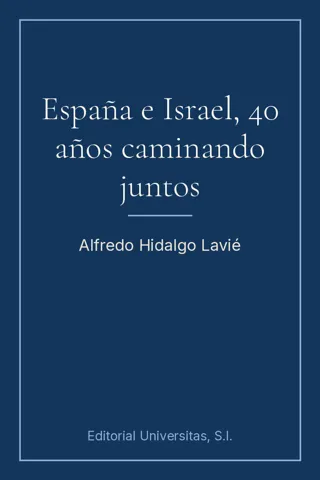 España e Israel, 40
años caminando
juntos
Alfredo Hidalgo Lavié
Editorial Universitas, S.l.